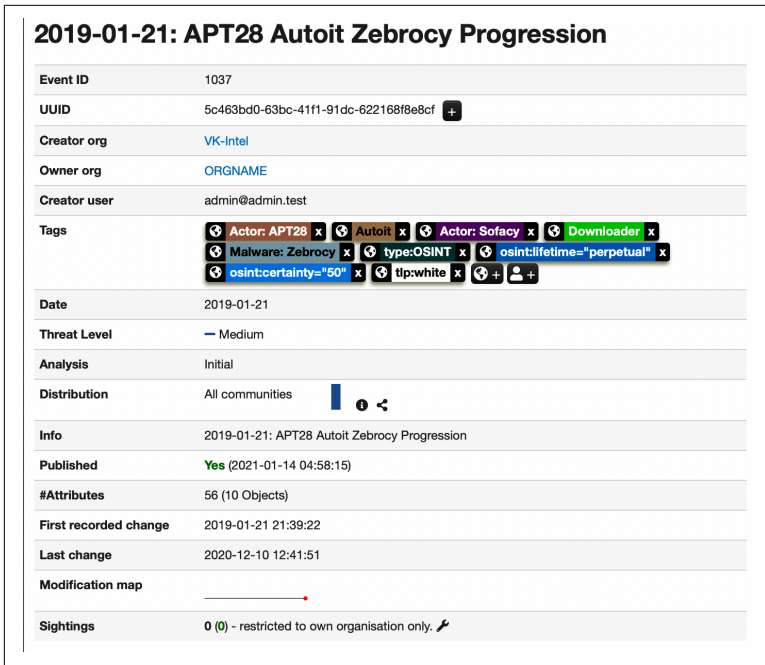 2019-01-21: APT28 Autoit Zebrocy Progression
Event ID 1037
UUID 5c463bd0-63bc-41f1-91dc-622168f8e8cf +
Creator org VK-Intel
Owner org ORGNAME
Creator user admin@admin.test
Tags Actor: APT28 x Autoit x Actor: Sofacy x Downloader x
Malware: Zebrocy x type:OSINT x osint:lifetime="perpetual" x
osint:certainty="50" x tlp:white x + +
Date 2019-01-21
Threat Level Medium
Analysis Initial
Distribution All communities
Info 2019-01-21: APT28 Autoit Zebrocy Progression
Published Yes (2021-01-14 04:58:15)
#Attributes 56 (10 Objects)
First recorded change 2019-01-21 21:39:22
Last change 2020-12-10 12:41:51
Modification map
Sightings 0 (0) - restricted to own organisation only.